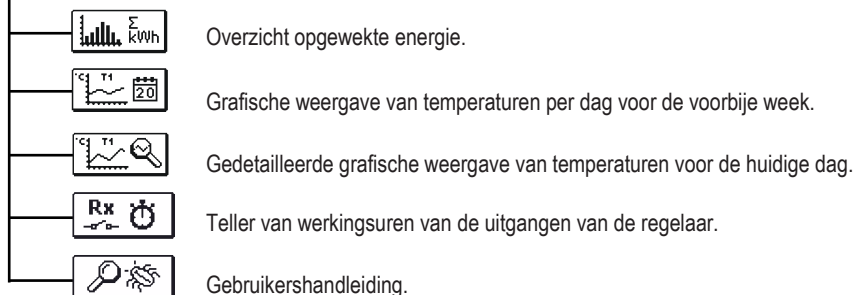 Σ
kWh
Overzicht opgewekte energie.
°C T1
20
Grafische weergave van temperaturen per dag voor de voorbije week.
°C T1
Gedetailleerde grafische weergave van temperaturen voor de huidige dag.
Rx
Teller van werkingsuren van de uitgangen van de regelaar.
Gebruikershandleiding.